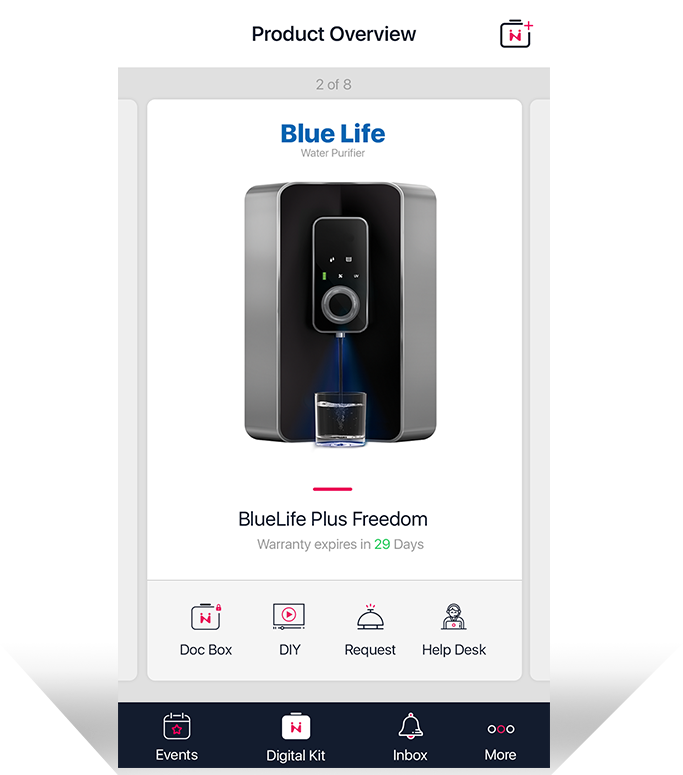 Product Overview
2 of 8
Blue Life
Water Purifier
BlueLife Plus Freedom
Warranty expires in 29 Days
Doc Box
DIY
Request
Help Desk
Events
Digital Kit
Inbox
More